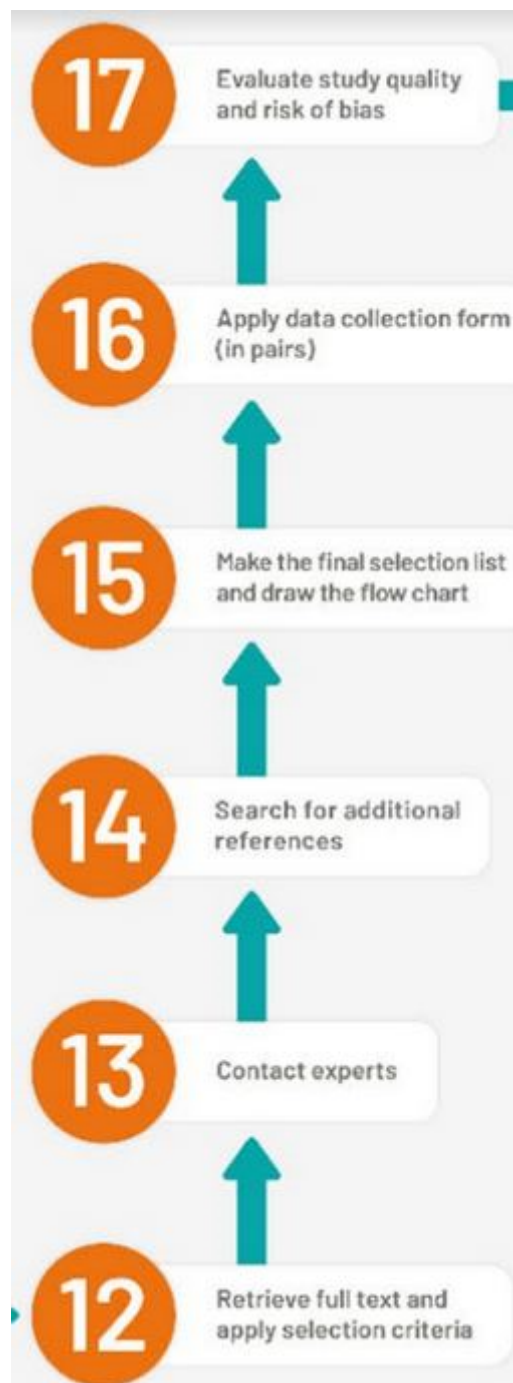 17
Evaluate study quality
and risk of bias
16
Apply data collection form
(in pairs)
15
Make the final selection list
and draw the flow chart
14
Search for additional
references
13
Contact experts
12
Retrieve full text and
apply selection criteria